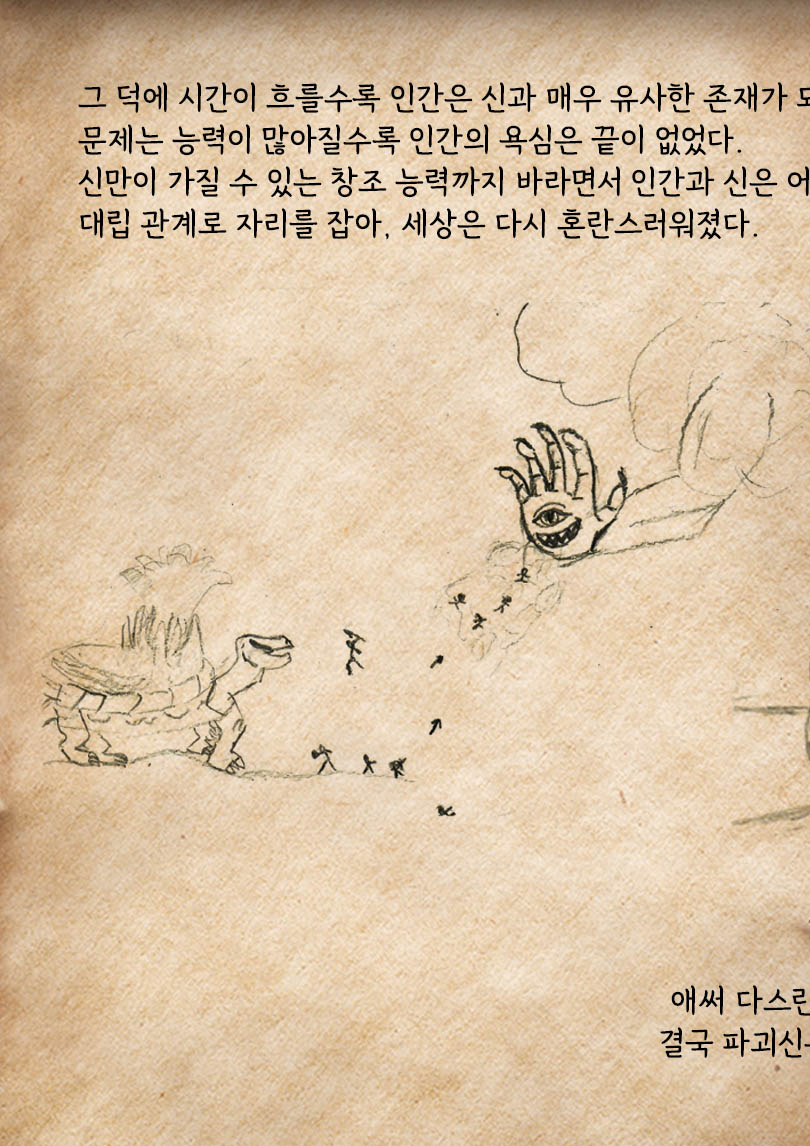 그 덕에 시간이 흐를수록 인간은 신과 매우 유사한 존재가
문제는 능력이 많아질수록 인간의 욕심은 끝이 없었다.
신만이 가질 수 있는 창조 능력까지 바라면서 인간과 신은 어
대립 관계로 자리를 잡아, 세상은 다시 혼란스러워졌다.
애써 다스린
결국 파괴신